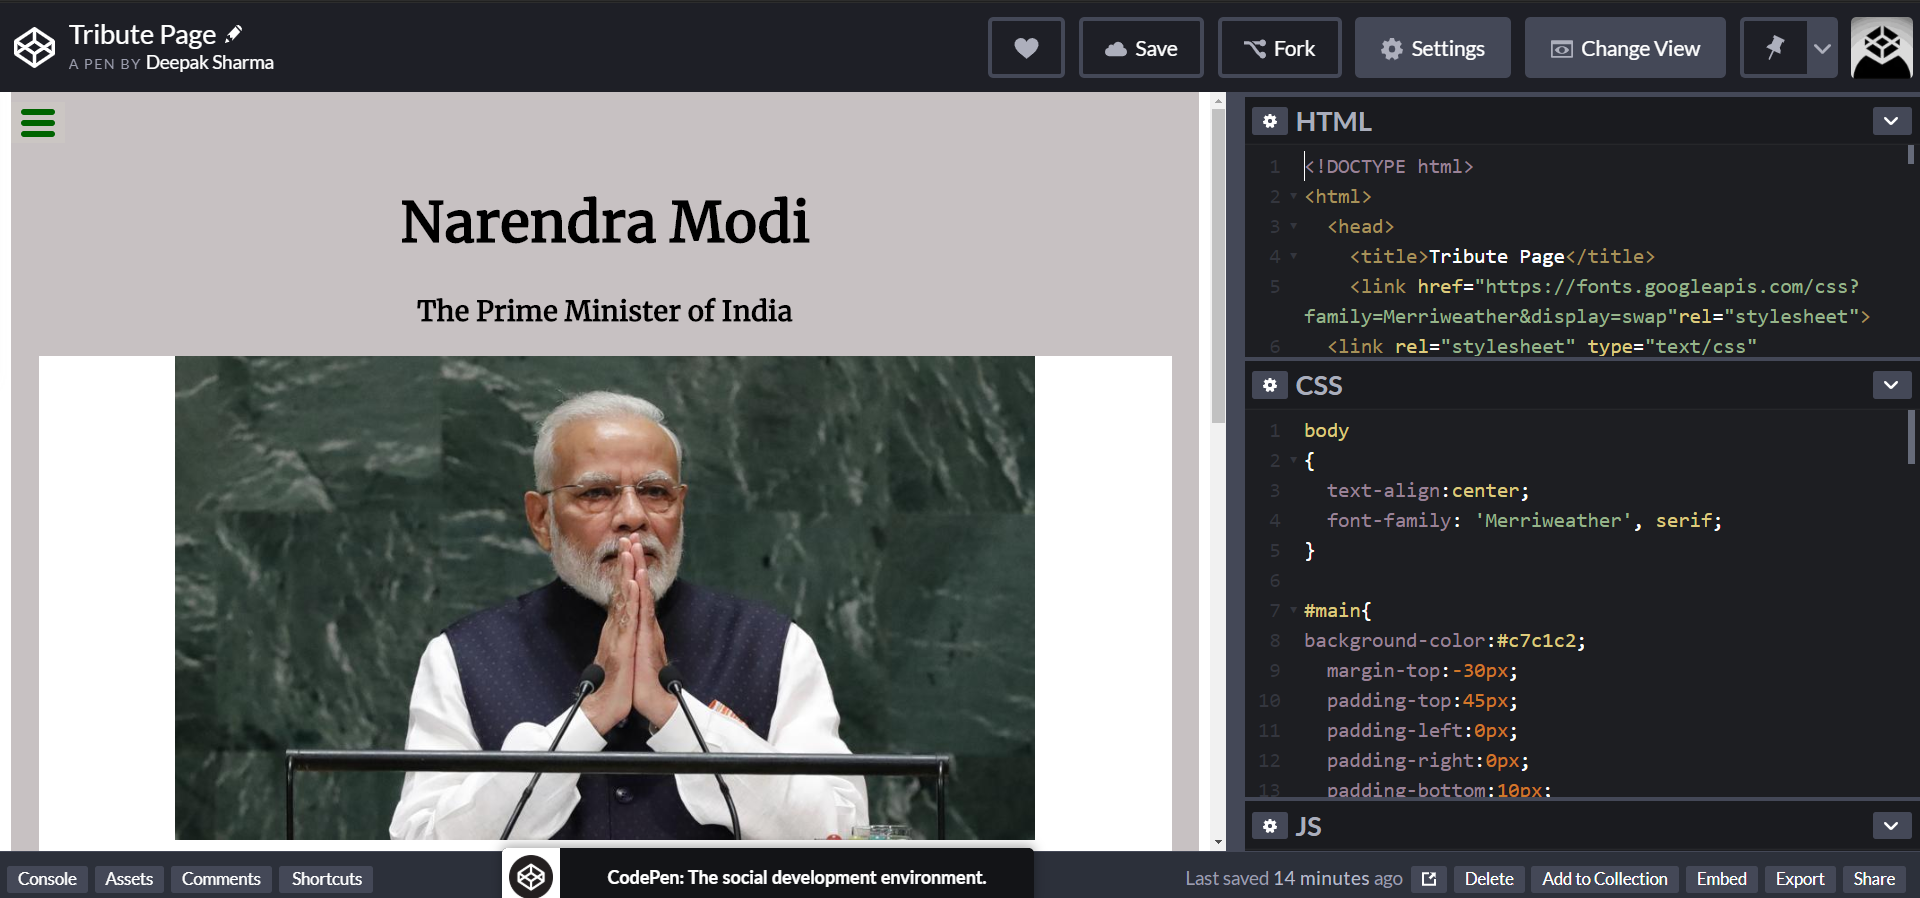 Tribute Page
A PEN BY Deepak Sharma
Save
Fork
Settings
Change View
Narendra Modi
The Prime Minister of India
HTML
1 <!DOCTYPE html>
2 <html>
3 <head>
4 <title>Tribute Page</title>
5 <link href="https://fonts.googleapis.com/css?
family=Merriweather&display=swap"rel="stylesheet">
6 <link rel="stylesheet" type="text/css"
CSS
1 body
2 {
3 text-align:center;
4 font-family: 'Merriweather', serif;
5 }
6
7 #main{
8 background-color:#c7c1c2;
9 margin-top:-30px;
10 padding-top:45px;
11 padding-left:0px;
12 padding-right:0px;
13 padding-bottom:10px;
JS
Console
Assets
Comments
Shortcuts
CodePen: The social development environment.
Last saved 14 minutes ago
Delete
Add to Collection
Embed
Export
Share